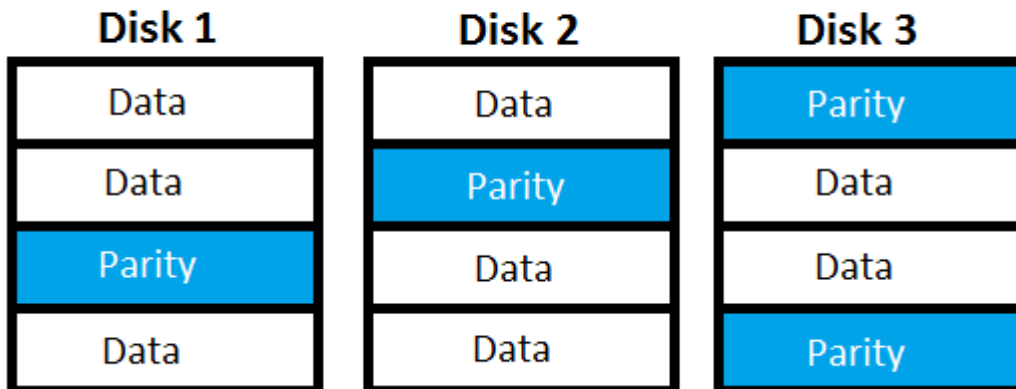 Disk 1 Disk 2 Disk 3
Data Data Parity
Data Parity Data
Parity Data Data
Data Data Parity